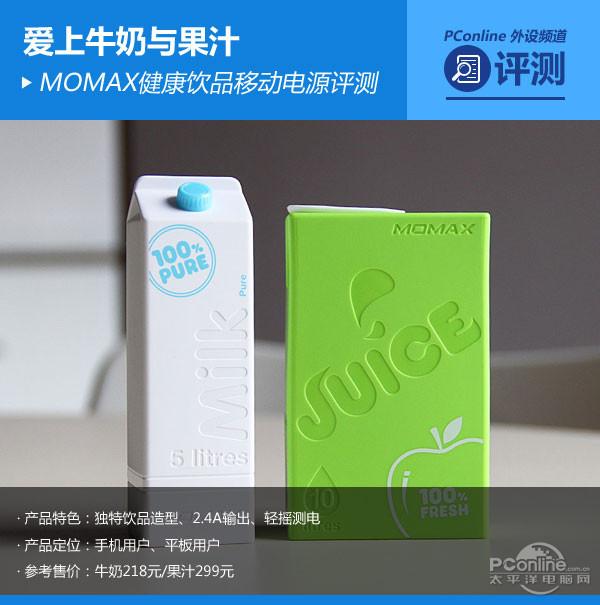 爱上牛奶与果汁
MOMAX健康饮品移动电源评测
PConline 外设频道
评测
100%
PURE
Pure
Milk
5 litres
MOMAX
JUICE
10
litres
i
100%
FRESH
· 产品特色：独特饮品造型、2.4A输出、轻摇测电
· 产品定位：手机用户、平板用户
· 参考售价：牛奶218元/果汁299元
PConline.com.cn
太平洋电脑网